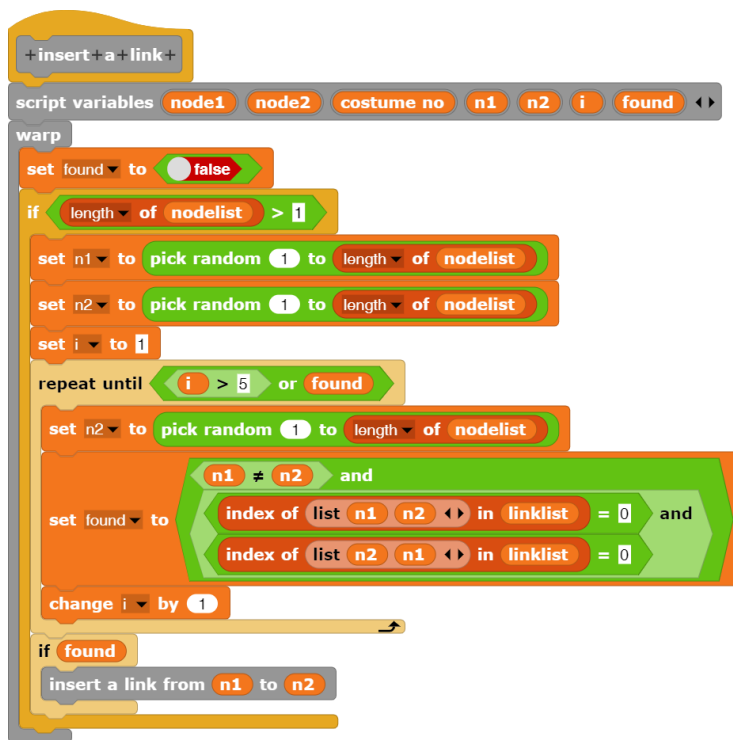 +insert+a+link+
script variables node1 node2 costume no n1 n2 i found
warp
set found to false
if length of nodelist > 1
set n1 to pick random 1 to length of nodelist
set n2 to pick random 1 to length of nodelist
set i to 1
repeat until i > 5 or found
set n2 to pick random 1 to length of nodelist
n1 ≠ n2 and
set found to index of list n1 n2 in linklist = 0 and
index of list n2 n1 in linklist = 0
change i by 1
if found
insert a link from n1 to n2